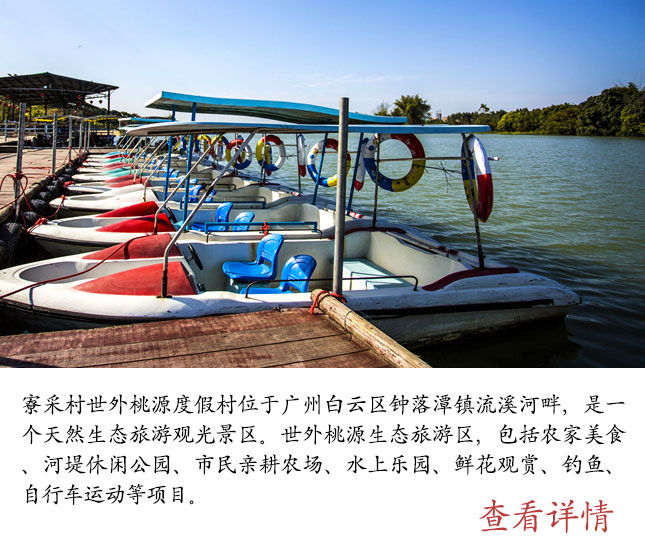 寮采村世外桃源度假村位于广州白云区钟落潭镇流溪河畔，是一
个天然生态旅游观光景区。世外桃源生态旅游区，包括农家美食
、河堤休闲公园、市民亲耕农场、水上乐园、鲜花观赏、钓鱼、
自行车运动等项目。
查看详情